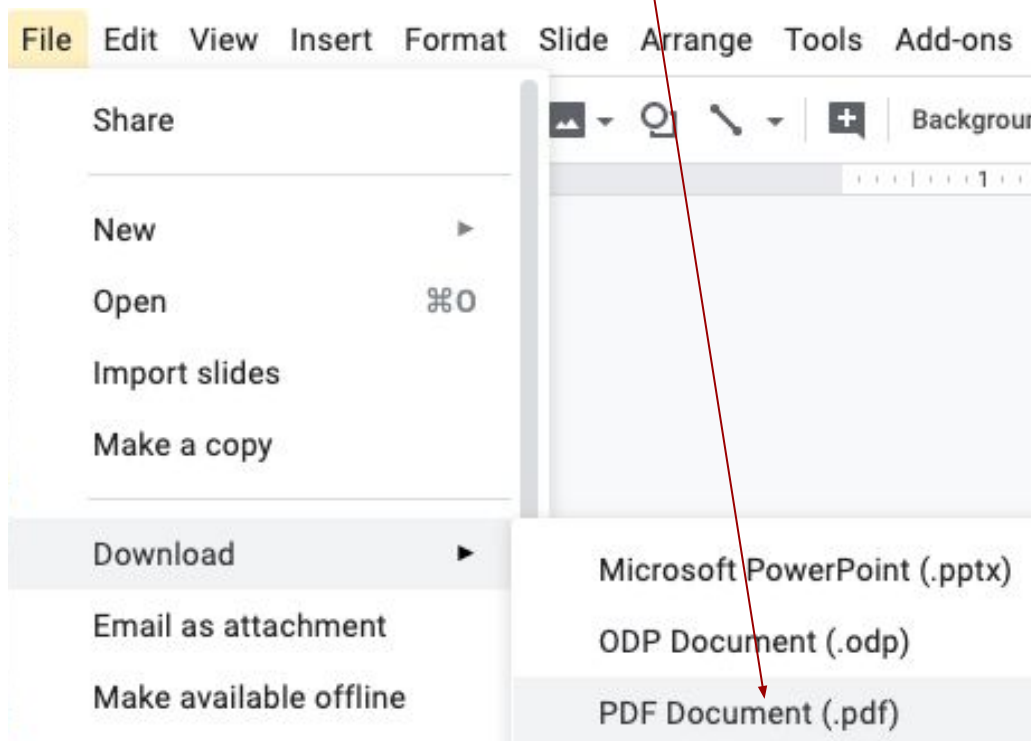 File Edit View Insert Format Slide Arrange Tools Add-ons
Share
New
Open ⌘O
Import slides
Make a copy
Download
Email as attachment
Make available offline
1
Microsoft PowerPoint (.pptx)
ODP Document (.odp)
PDF Document (.pdf)